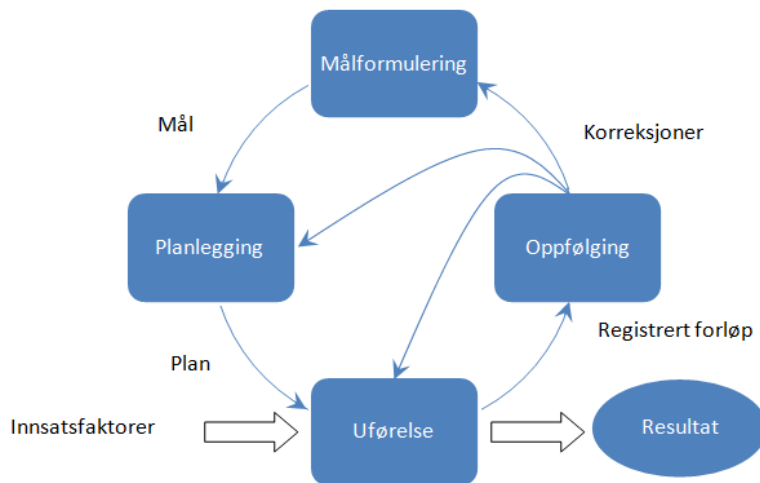 Målformulering
Mål
Korreksjoner
Planlegging
Oppfølging
Registrert forløp
Plan
Innsatsfaktorer
Uførelse
Resultat